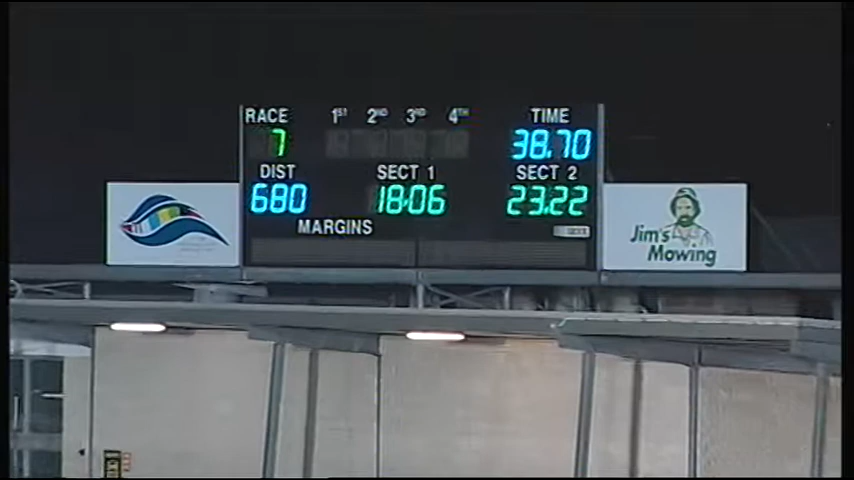 RACE 1ST 2ND 3RD 4TH TIME
7 38.70
DIST SECT 1 SECT 2
680 18:06 23:22
MARGINS
Jim's
Mowing